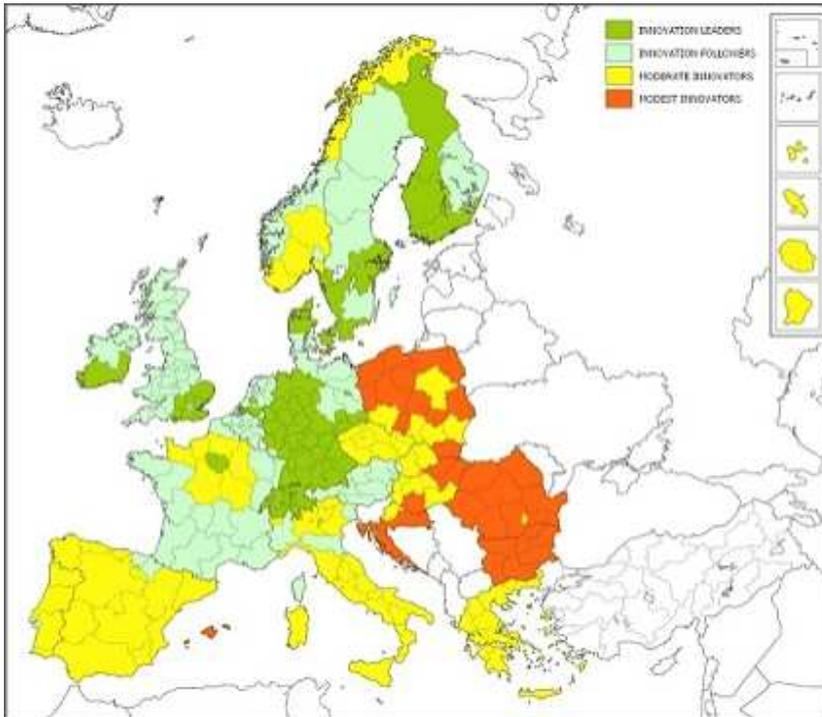 INNOVATION LEADERS
INNOVATION FOLLOWERS
MODERATE INNOVATORS
MODEST INNOVATORS